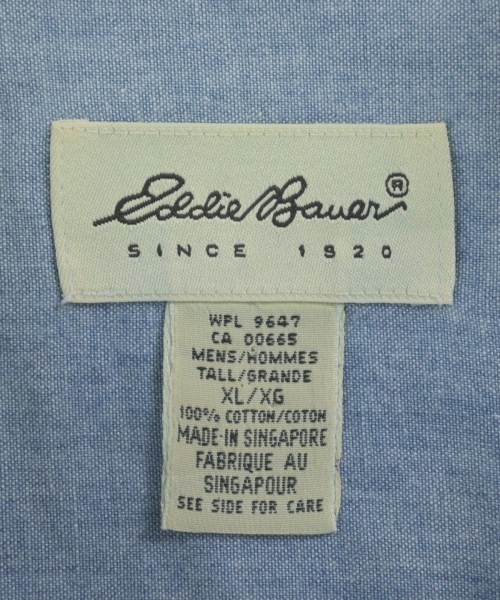 Eddie Bauer®
SINCE 1920
WPL 9647
CA 00665
MENS/HOMMES
TALL/GRANDE
XL/XG
100% COTTON/COTON
MADE IN SINGAPORE
FABRIQUE AU
SINGAPOUR
SEE SIDE FOR CARE